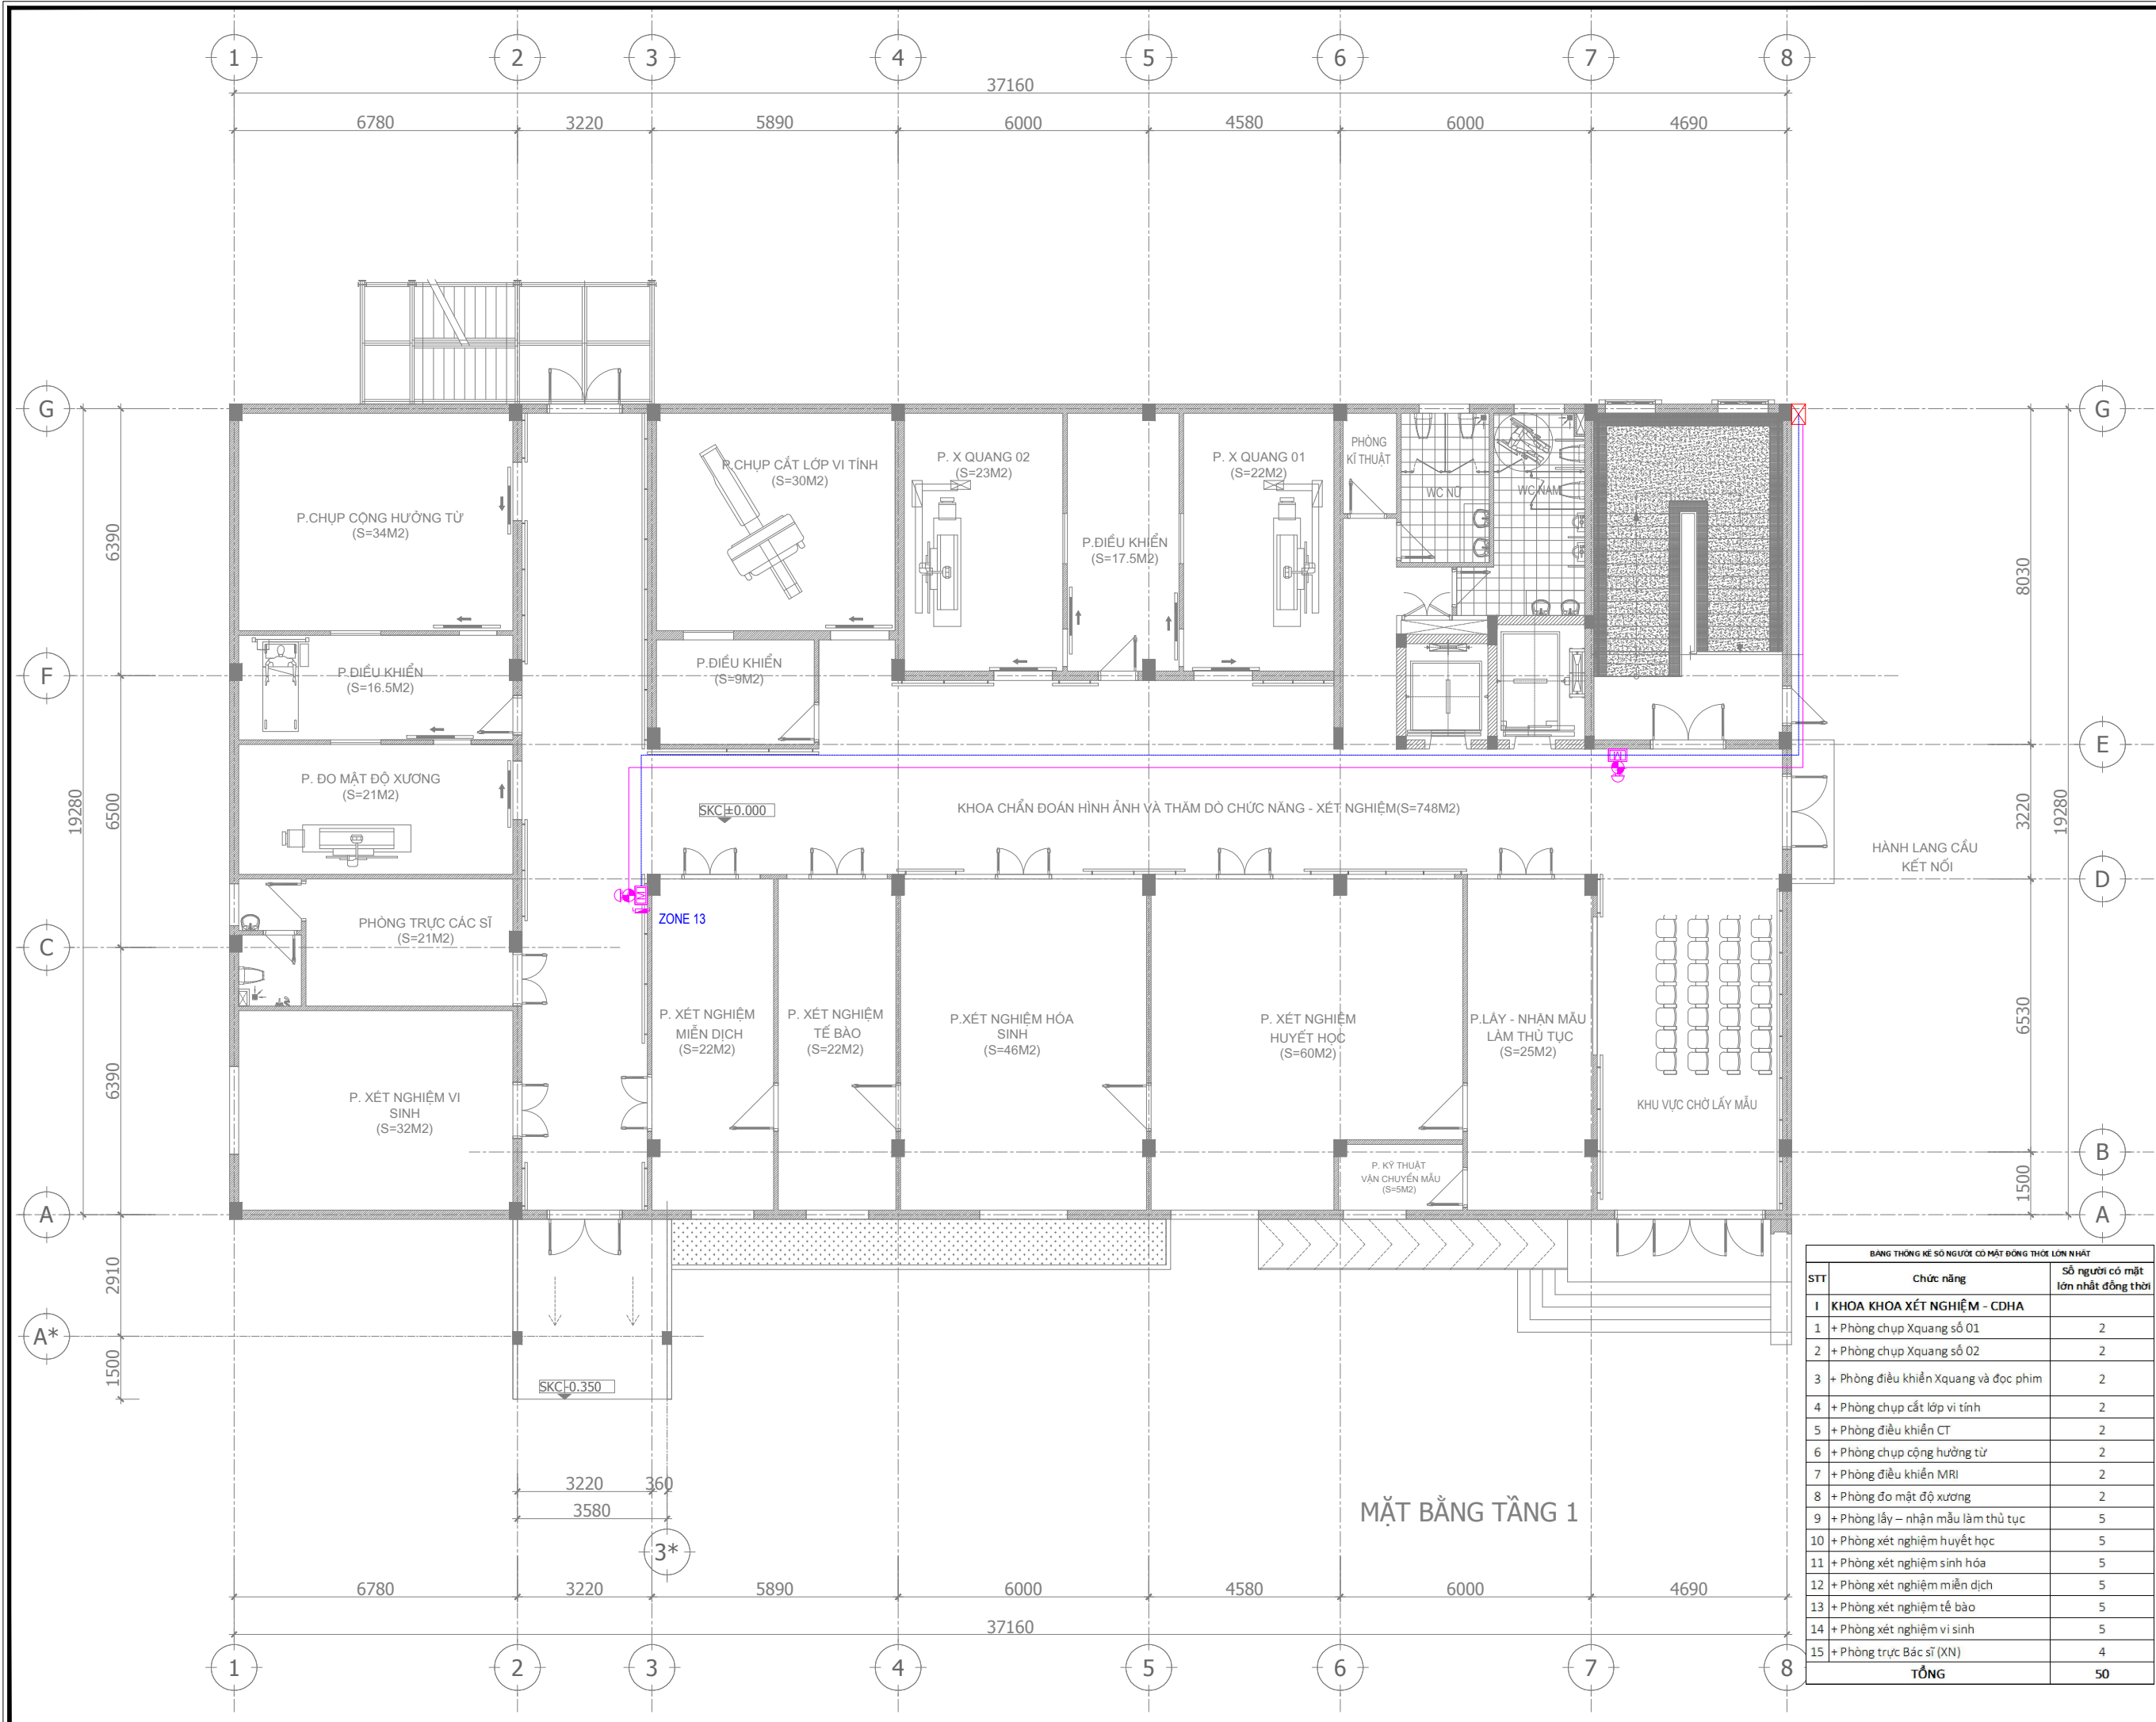 1 2 3 4 5 6 7 8
37160
6780 3220 5890 6000 4580 6000 4690
G G
P.CHỤP CỘNG HƯỞNG TỪ
(S=34M2)
P.CHỤP CẮT LỚP VI TÍNH
(S=30M2)
P. X QUANG 02
(S=23M2)
P.ĐIỀU KHIỂN
(S=17.5M2)
P. X QUANG 01
(S=22M2)
PHÒNG
KĨ THUẬT
WC NỮ
WC NAM
6390
8030
F
P.ĐIỀU KHIỂN
(S=16.5M2)
P.ĐIỀU KHIỂN
(S=9M2)
E
P. ĐO MẬT ĐỘ XƯƠNG
(S=21M2)
19280
6500
SKC±0.000
KHOA CHẨN ĐOÁN HÌNH ẢNH VÀ THĂM DÒ CHỨC NĂNG - XÉT NGHIỆM(S=748M2)
3220
19280
HÀNH LANG CẦU
KẾT NỐI
D
ZONE 13
C
PHÒNG TRỰC CÁC SĨ
(S=21M2)
P. XÉT NGHIỆM
MIỄN DỊCH
(S=22M2)
P. XÉT NGHIỆM
TẾ BÀO
(S=22M2)
P.XÉT NGHIỆM HÓA
SINH
(S=46M2)
P. XÉT NGHIỆM
HUYẾT HỌC
(S=60M2)
P.LẤY - NHẬN MẪU
LÀM THỦ TỤC
(S=25M2)
6530
6390
P. XÉT NGHIỆM VI
SINH
(S=32M2)
KHU VỰC CHỜ LẤY MẪU
B
P. KỸ THUẬT
VẬN CHUYỂN MẪU
(S=5M2)
1500
A A
2910
A*
1500
SKC-0.350
3220 360
3580
3*
MẶT BẰNG TẦNG 1
6780 3220 5890 6000 4580 6000 4690
37160
1 2 3 4 5 6 7 8
BẢNG THỐNG KÊ SỐ NGƯỜI CÓ MẶT ĐỒNG THỜI LỚN NHẤT
STT Chức năng Số người có mặt
lớn nhất đồng thời
I KHOA KHOA XÉT NGHIỆM - CDHA
1 + Phòng chụp Xquang số 01 2
2 + Phòng chụp Xquang số 02 2
3 + Phòng điều khiển Xquang và đọc phim 2
4 + Phòng chụp cắt lớp vi tính 2
5 + Phòng điều khiển CT 2
6 + Phòng chụp cộng hưởng từ 2
7 + Phòng điều khiển MRI 2
8 + Phòng đo mật độ xương 2
9 + Phòng lấy – nhận mẫu làm thủ tục 5
10 + Phòng xét nghiệm huyết học 5
11 + Phòng xét nghiệm sinh hóa 5
12 + Phòng xét nghiệm miễn dịch 5
13 + Phòng xét nghiệm tế bào 5
14 + Phòng xét nghiệm vi sinh 5
15 + Phòng trực Bác sĩ (XN) 4
TỔNG 50